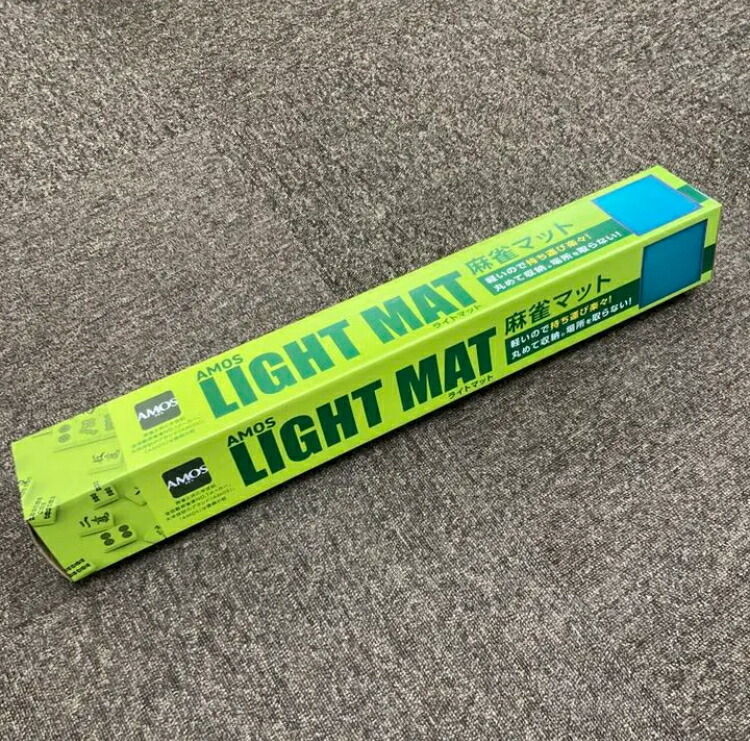 AMOS
LIGHT MAT
ライトマット
麻雀マット
軽いので持ち運び楽々!
丸めて収納。場所を取らない!
AMOS
AMOS
LIGHT MAT
ライトマット
麻雀マット
軽いので持ち運び楽々!
丸めて収納。場所を取らない!
AMOS